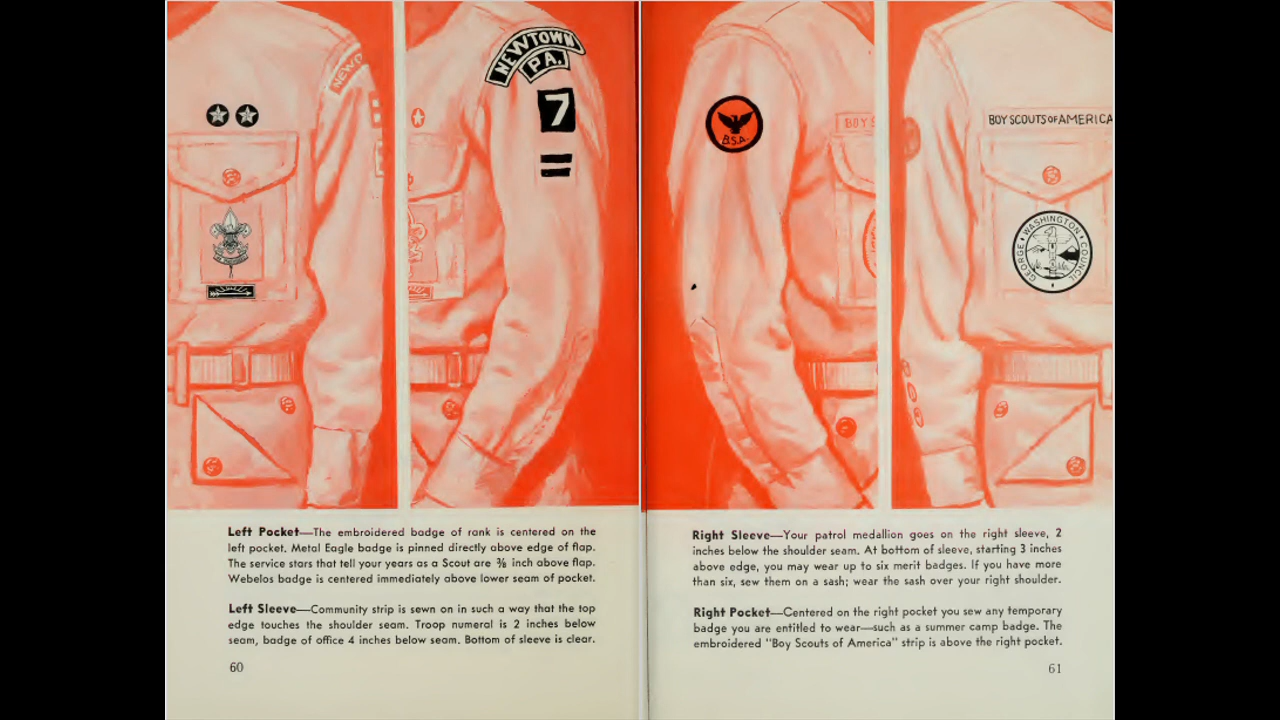 NEWTOWN
PA.
7
B.S.A.
BOY S
BOY SCOUTS OF AMERICA
GEORGE WASHINGTON COUNCIL
Left Pocket—The embroidered badge of rank is centered on the
left pocket. Metal Eagle badge is pinned directly above edge of flap.
The service stars that tell your years as a Scout are ⅜ inch above flap.
Webelos badge is centered immediately above lower seam of pocket.
Left Sleeve—Community strip is sewn on in such a way that the top
edge touches the shoulder seam. Troop numeral is 2 inches below
seam, badge of office 4 inches below seam. Bottom of sleeve is clear.
60
Right Sleeve—Your patrol medallion goes on the right sleeve, 2
inches below the shoulder seam. At bottom of sleeve, starting 3 inches
above edge, you may wear up to six merit badges. If you have more
than six, sew them on a sash; wear the sash over your right shoulder.
Right Pocket—Centered on the right pocket you sew any temporary
badge you are entitled to wear—such as a summer camp badge. The
embroidered "Boy Scouts of America" strip is above the right pocket.
61